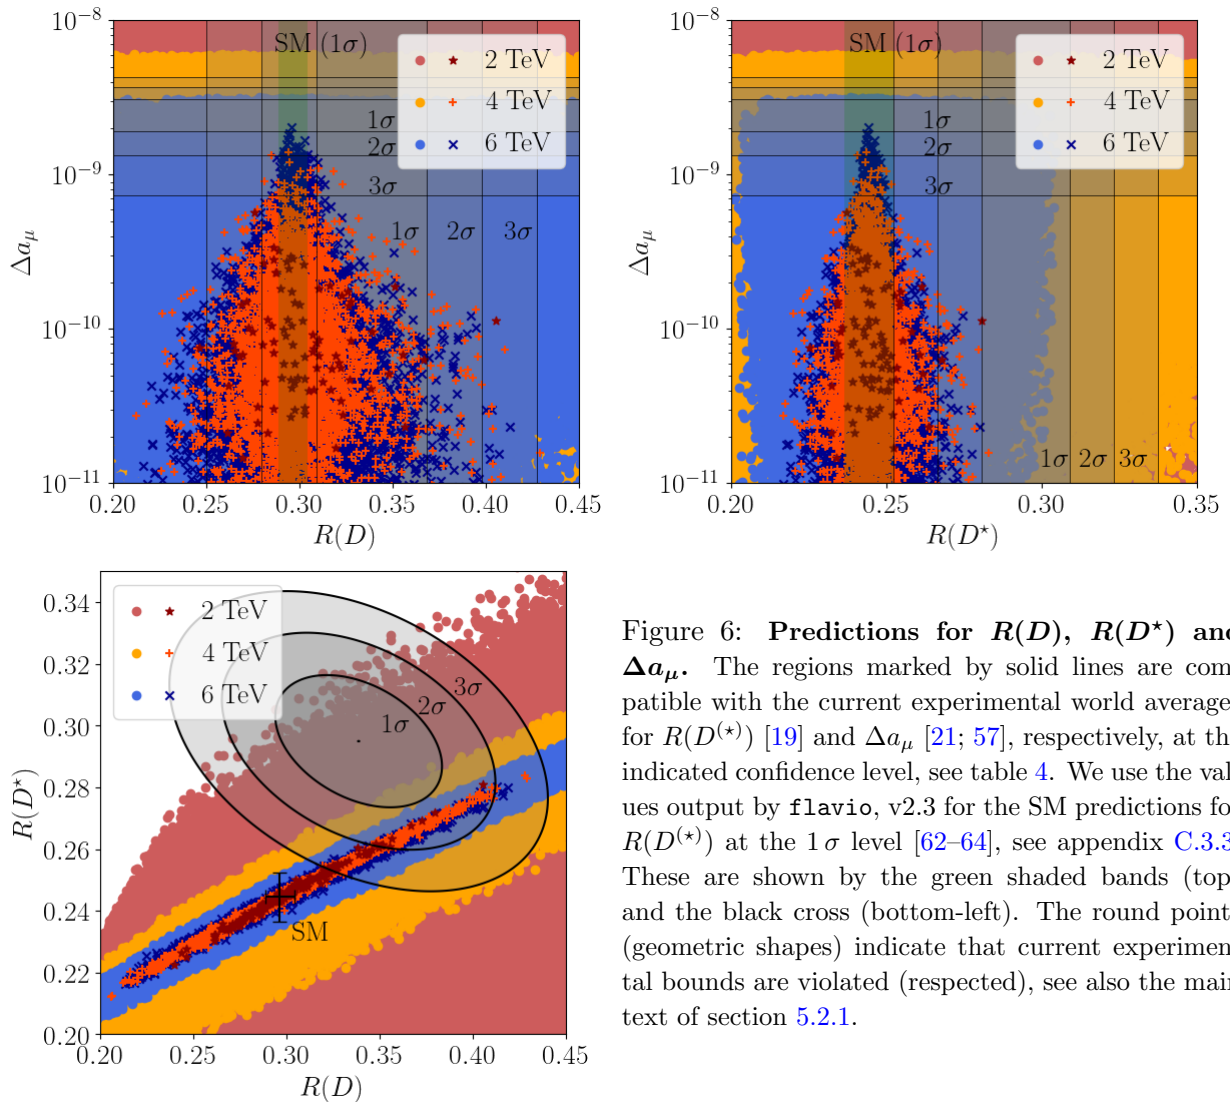 10⁻⁸
10⁻⁹
10⁻¹⁰
10⁻¹¹
Δaμ
SM (1σ)
2 TeV
4 TeV
6 TeV
1σ
2σ
3σ
1σ 2σ 3σ
0.20 0.25 0.30 0.35 0.40 0.45
R(D)
10⁻⁸
10⁻⁹
10⁻¹⁰
10⁻¹¹
Δaμ
SM (1σ)
2 TeV
4 TeV
6 TeV
1σ
2σ
3σ
1σ 2σ 3σ
0.20 0.25 0.30 0.35
R(D⋆)
0.34
0.32
0.30
0.28
0.26
0.24
0.22
0.20
R(D⋆)
2 TeV
4 TeV
6 TeV
3σ
2σ
1σ
SM
0.20 0.25 0.30 0.35 0.40 0.45
R(D)
Figure 6: Predictions for R(D), R(D⋆) and
Δaμ. The regions marked by solid lines are com
patible with the current experimental world average
for R(D(⋆)) [19] and Δaμ [21; 57], respectively, at th
indicated confidence level, see table 4. We use the val
ues output by flavio, v2.3 for the SM predictions fo
R(D(⋆)) at the 1 σ level [62–64], see appendix C.3.3
These are shown by the green shaded bands (top
and the black cross (bottom-left). The round point
(geometric shapes) indicate that current experimen
tal bounds are violated (respected), see also the main
text of section 5.2.1.